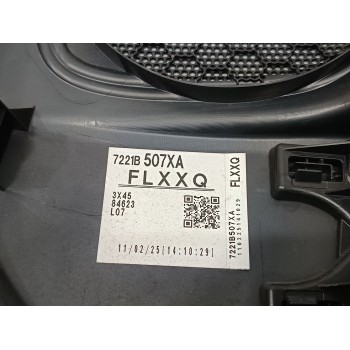 7221B 507XA
FLXXQ
3X45
84623
L07
11/02/25[14:10:29]
FLXXQ
7221B507XA